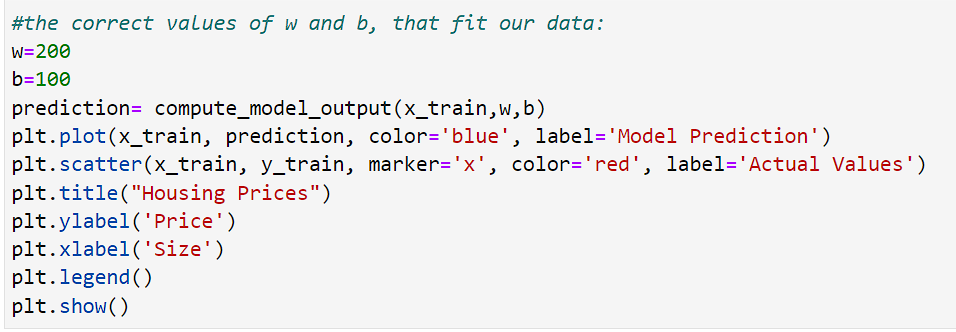 #the correct values of w and b, that fit our data:
w=200
b=100
prediction= compute_model_output(x_train,w,b)
plt.plot(x_train, prediction, color='blue', label='Model Prediction')
plt.scatter(x_train, y_train, marker='x', color='red', label='Actual Values')
plt.title("Housing Prices")
plt.ylabel('Price')
plt.xlabel('Size')
plt.legend()
plt.show()